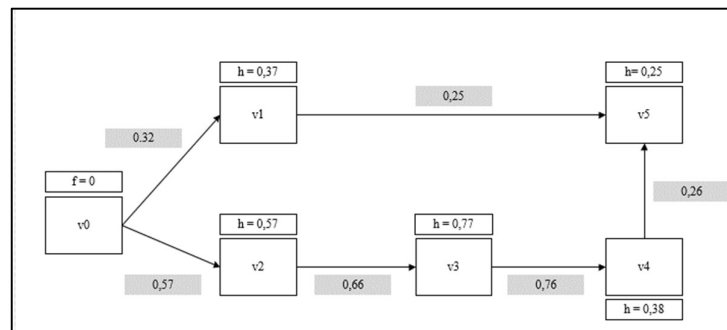 h = 0,37
h= 0,25
v1
0,25
v5
0.32
f = 0
v0
0,26
h = 0,57
h = 0,77
v2
v3
v4
0,57
0,66
0,76
h = 0,38